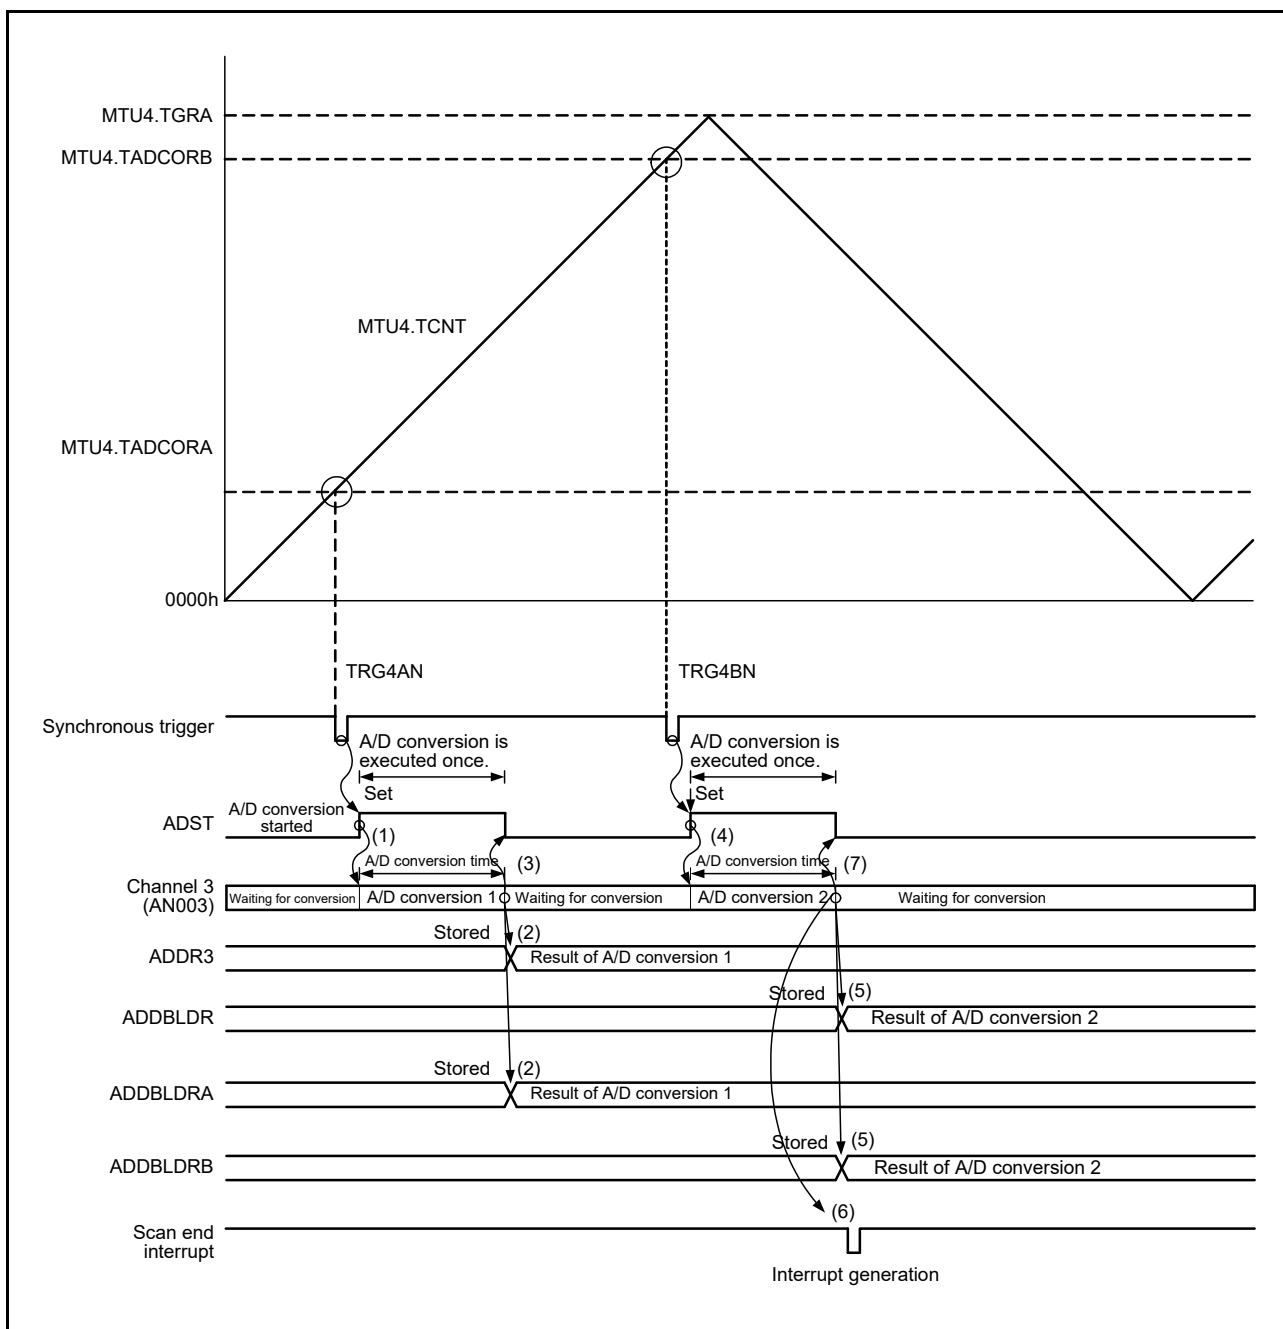 MTU4.TGRA
MTU4.TADCORB
MTU4.TCNT
MTU4.TADCORA
0000h
TRG4AN
TRG4BN
Synchronous trigger
A/D conversion is
executed once.
A/D conversion is
executed once.
Set
Set
ADST
A/D conversion
started
(1)
(4)
A/D conversion time
(3)
A/D conversion time
(7)
Channel 3
(AN003)
Waiting for conversion
A/D conversion 1
Waiting for conversion
A/D conversion 2
Waiting for conversion
Stored
(2)
ADDR3
Result of A/D conversion 1
Stored
(5)
ADDBLDR
Result of A/D conversion 2
Stored
(2)
ADDBLDRA
Result of A/D conversion 1
Stored
(5)
ADDBLDRB
Result of A/D conversion 2
(6)
Scan end
interrupt
Interrupt generation